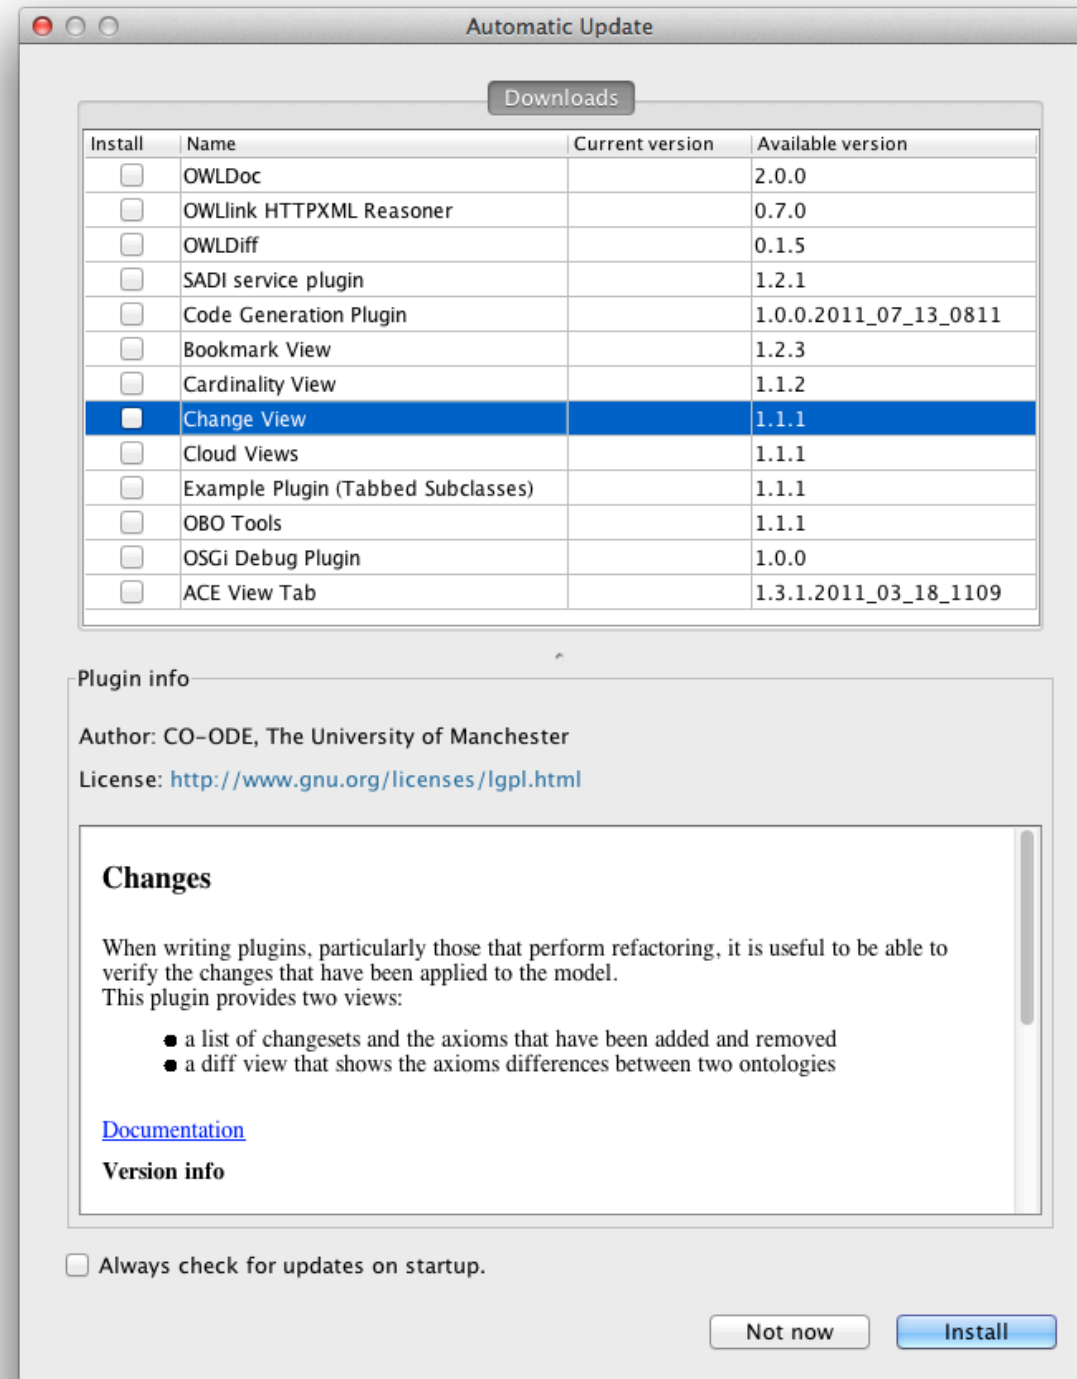 Automatic Update
Downloads
Install Name Current version Available version
OWLDoc 2.0.0
OWLlink HTTPXML Reasoner 0.7.0
OWLDiff 0.1.5
SADI service plugin 1.2.1
Code Generation Plugin 1.0.0.2011_07_13_0811
Bookmark View 1.2.3
Cardinality View 1.1.2
Change View 1.1.1
Cloud Views 1.1.1
Example Plugin (Tabbed Subclasses) 1.1.1
OBO Tools 1.1.1
OSGi Debug Plugin 1.0.0
ACE View Tab 1.3.1.2011_03_18_1109
Plugin info
Author: CO-ODE, The University of Manchester
License: http://www.gnu.org/licenses/lgpl.html
Changes
When writing plugins, particularly those that perform refactoring, it is useful to be able to
verify the changes that have been applied to the model.
This plugin provides two views:
● a list of changesets and the axioms that have been added and removed
● a diff view that shows the axioms differences between two ontologies
Documentation
Version info
Always check for updates on startup.
Not now Install